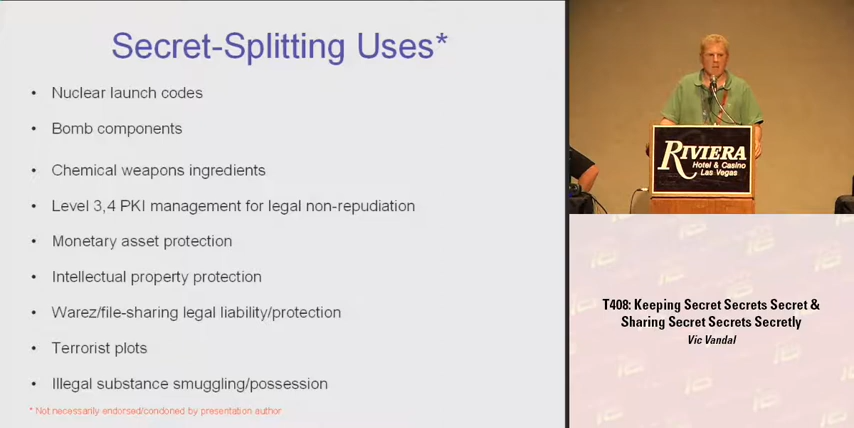 Secret-Splitting Uses*
• Nuclear launch codes
• Bomb components
• Chemical weapons ingredients
• Level 3,4 PKI management for legal non-repudiation
• Monetary asset protection
• Intellectual property protection
• Warez/file-sharing legal liability/protection
• Terrorist plots
• Illegal substance smuggling/possession
* Not necessarily endorsed/condoned by presentation author
RIVIERA
Hotel & Casino
Las Vegas
T408: Keeping Secret Secrets Secret &
Sharing Secret Secrets Secretly
Vic Vandal